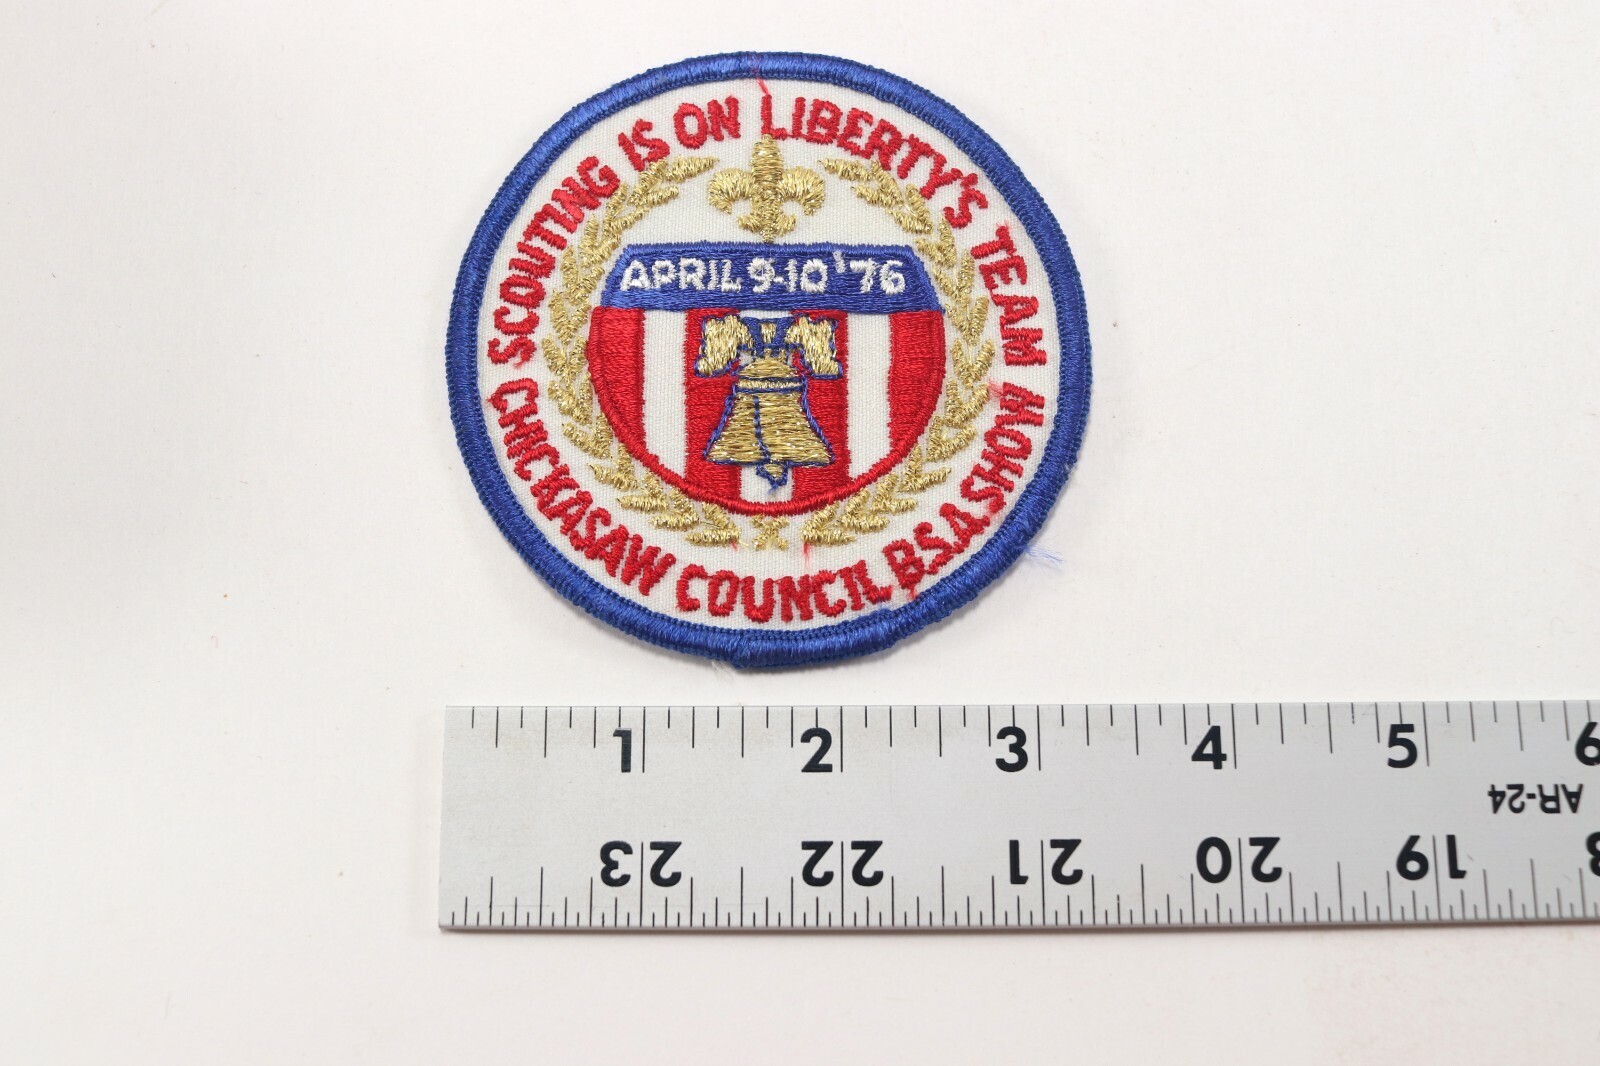 SCOUTING IS ON LIBERTY'S TEAM
APRIL 9-10 '76
CHICKASAW COUNCIL B.S.A. SHOW
1 2 3 4 5 6
AR-24
23 22 21 20 19